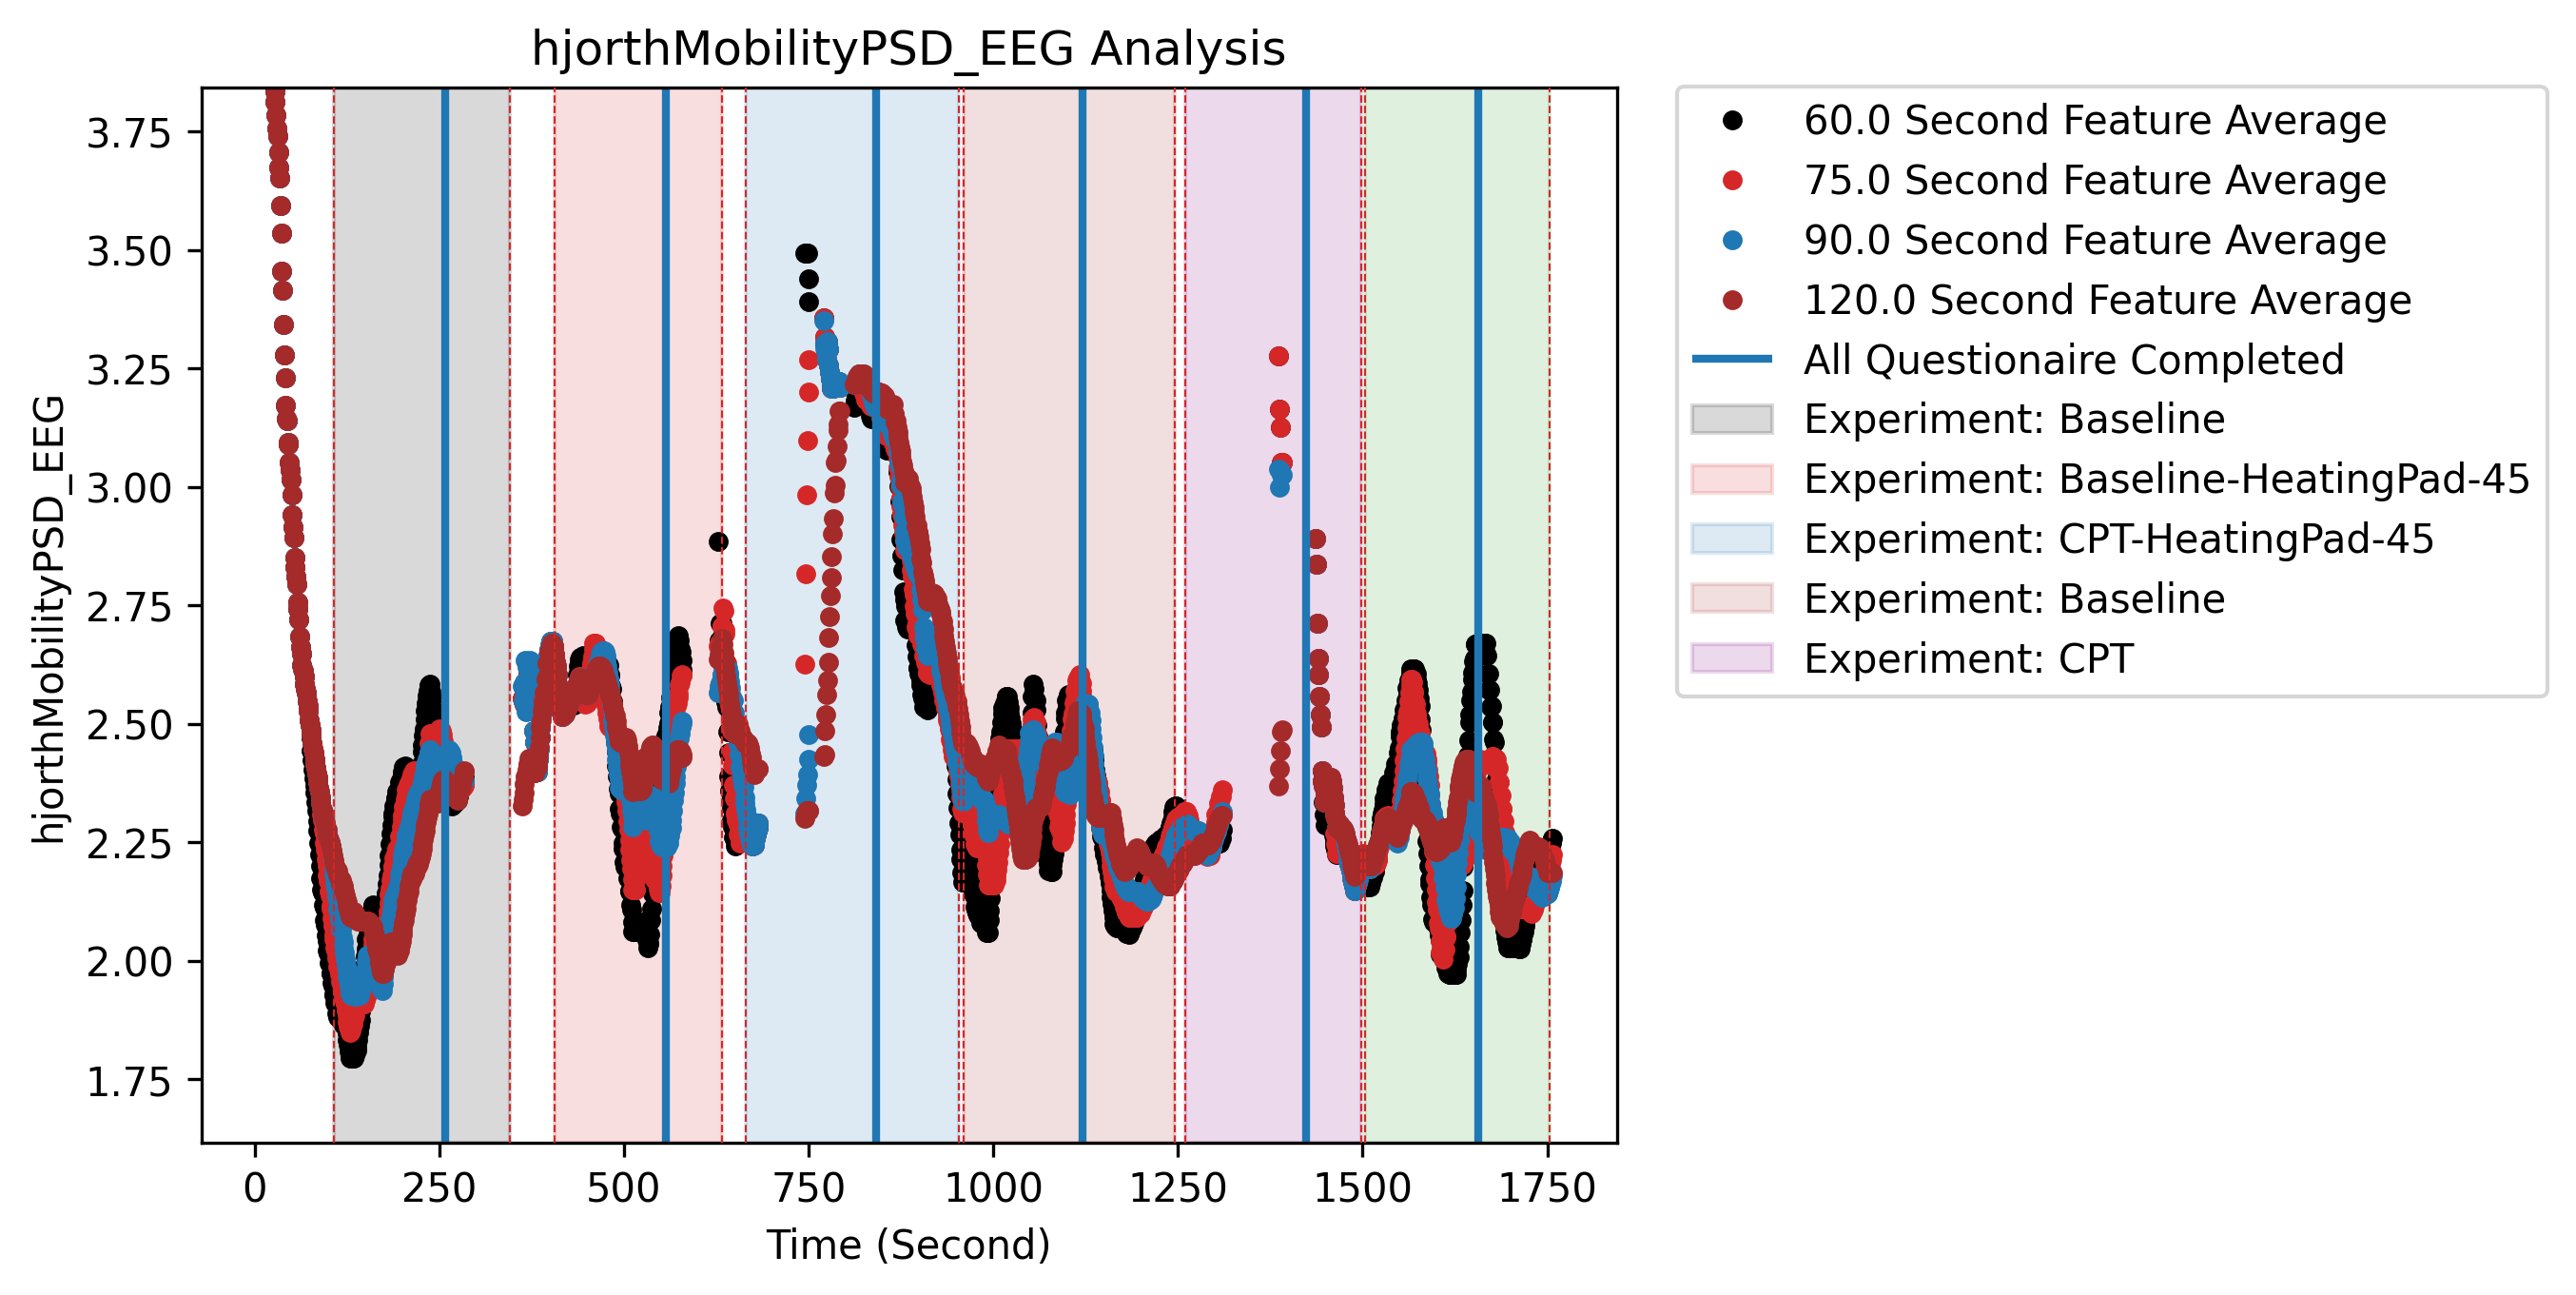 hjorthMobilityPSD_EEG Analysis
hjorthMobilityPSD_EEG
3.75
3.50
3.25
3.00
2.75
2.50
2.25
2.00
1.75
0
250
500
750
1000
1250
1500
1750
Time (Second)
60.0 Second Feature Average
75.0 Second Feature Average
90.0 Second Feature Average
120.0 Second Feature Average
All Questionaire Completed
Experiment: Baseline
Experiment: Baseline-HeatingPad-45
Experiment: CPT-HeatingPad-45
Experiment: Baseline
Experiment: CPT